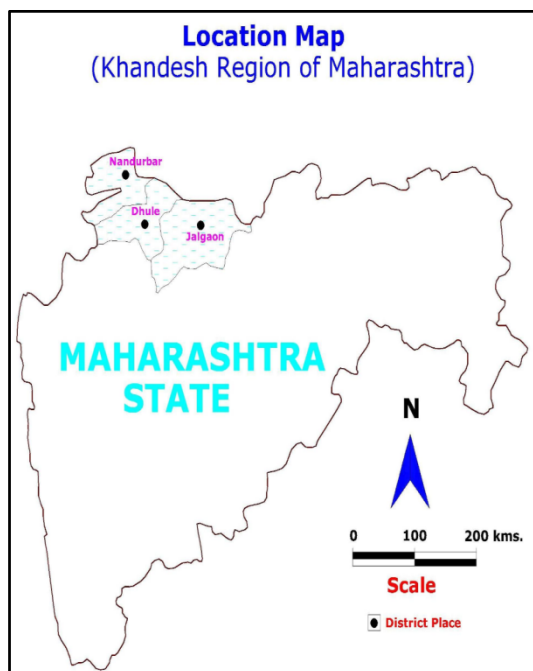 Location Map
(Khandesh Region of Maharashtra)
Nandurbar
Dhule
Jalgaon
MAHARASHTRA
STATE
N
0 100 200 kms.
Scale
District Place